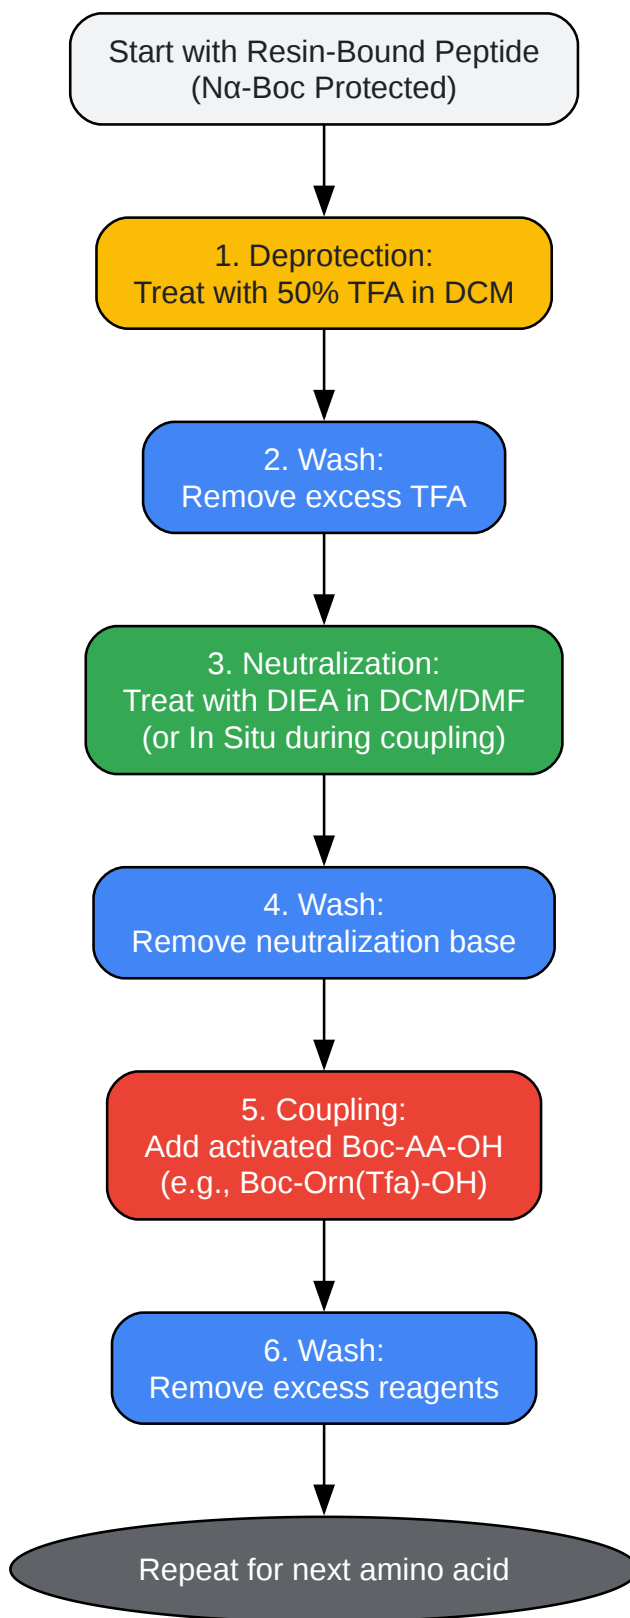 Start with Resin-Bound Peptide
(Nα-Boc Protected)
1. Deprotection:
Treat with 50% TFA in DCM
2. Wash:
Remove excess TFA
3. Neutralization:
Treat with DIEA in DCM/DMF
(or In Situ during coupling)
4. Wash:
Remove neutralization base
5. Coupling:
Add activated Boc-AA-OH
(e.g., Boc-Orn(Tfa)-OH)
6. Wash:
Remove excess reagents
Repeat for next amino acid